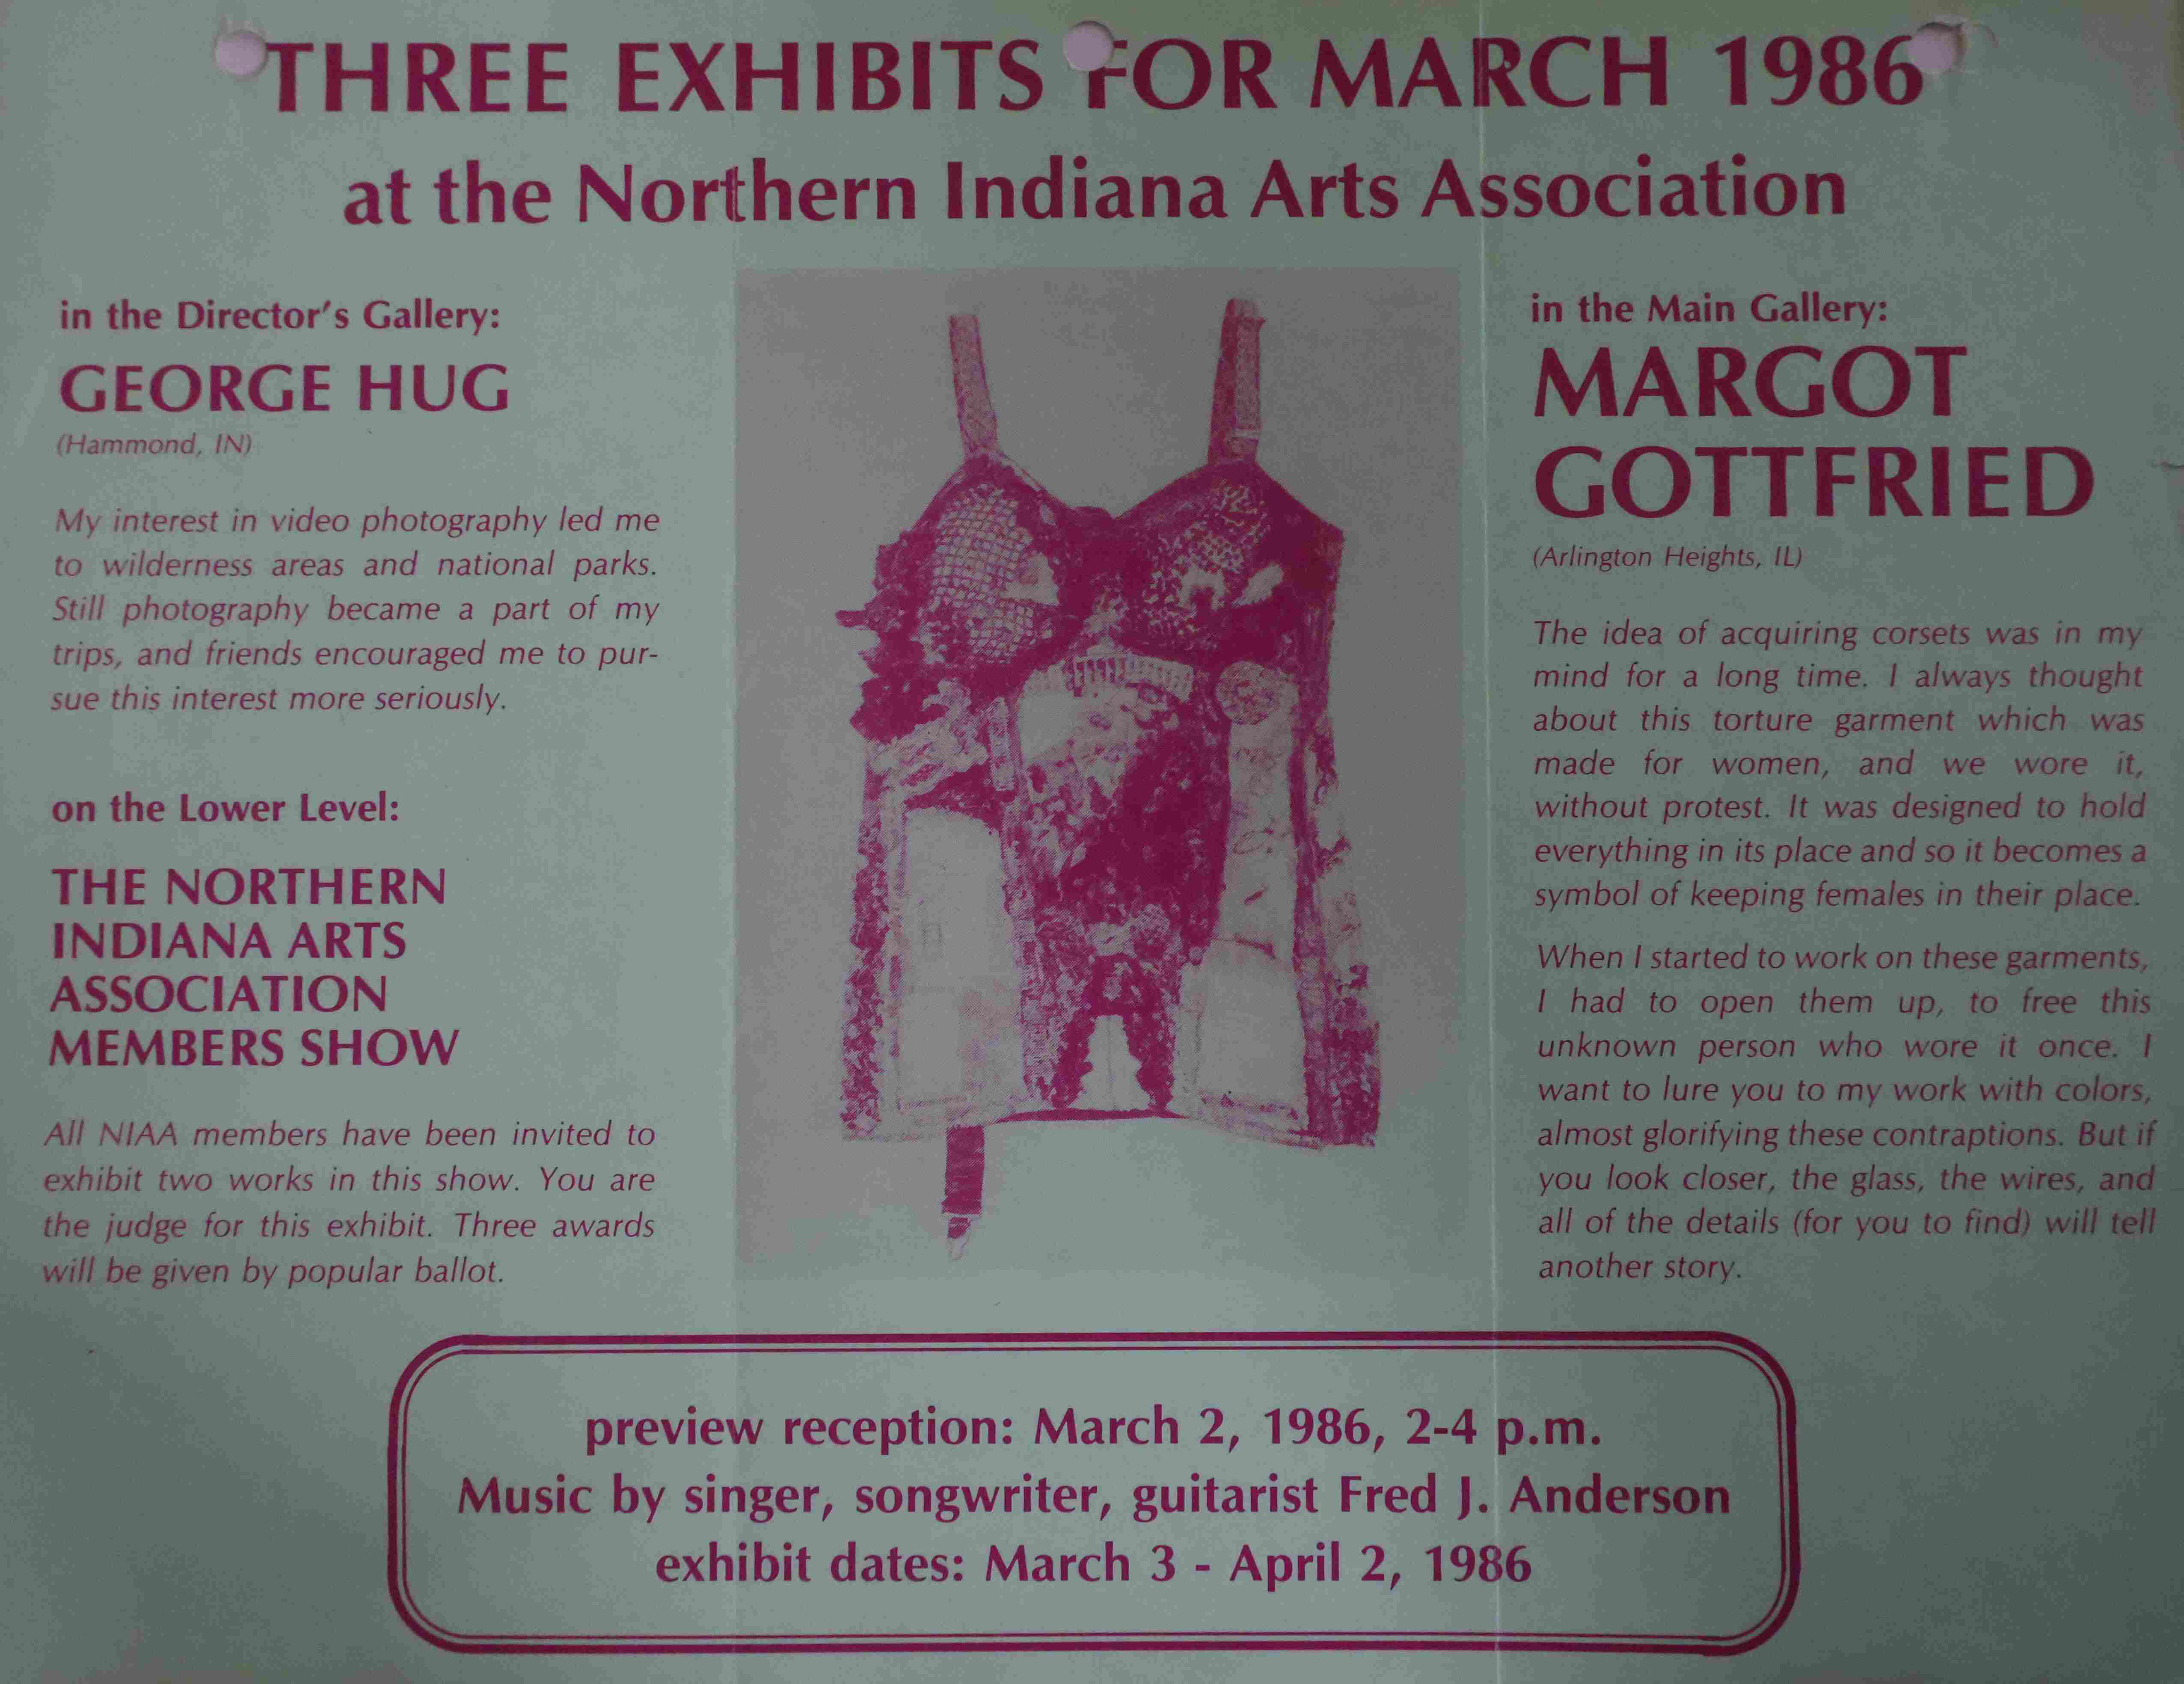 THREE EXHIBITS FOR MARCH 1986
at the Northern Indiana Arts Association
in the Director's Gallery:
GEORGE HUG
(Hammond, IN)
My interest in video photography led me
to wilderness areas and national parks.
Still photography became a part of my
trips, and friends encouraged me to pur-
sue this interest more seriously.
on the Lower Level:
THE NORTHERN
INDIANA ARTS
ASSOCIATION
MEMBERS SHOW
All NIAA members have been invited to
exhibit two works in this show. You are
the judge for this exhibit. Three awards
will be given by popular ballot.
in the Main Gallery:
MARGOT
GOTTFRIED
(Arlington Heights, IL)
The idea of acquiring corsets was in my
mind for a long time. I always thought
about this torture garment which was
made for women, and we wore it,
without protest. It was designed to hold
everything in its place and so it becomes a
symbol of keeping females in their place.
When I started to work on these garments,
I had to open them up, to free this
unknown person who wore it once. I
want to lure you to my work with colors,
almost glorifying these contraptions. But if
you look closer, the glass, the wires, and
all of the details (for you to find) will tell
another story.
preview reception: March 2, 1986, 2-4 p.m.
Music by singer, songwriter, guitarist Fred J. Anderson
exhibit dates: March 3 - April 2, 1986